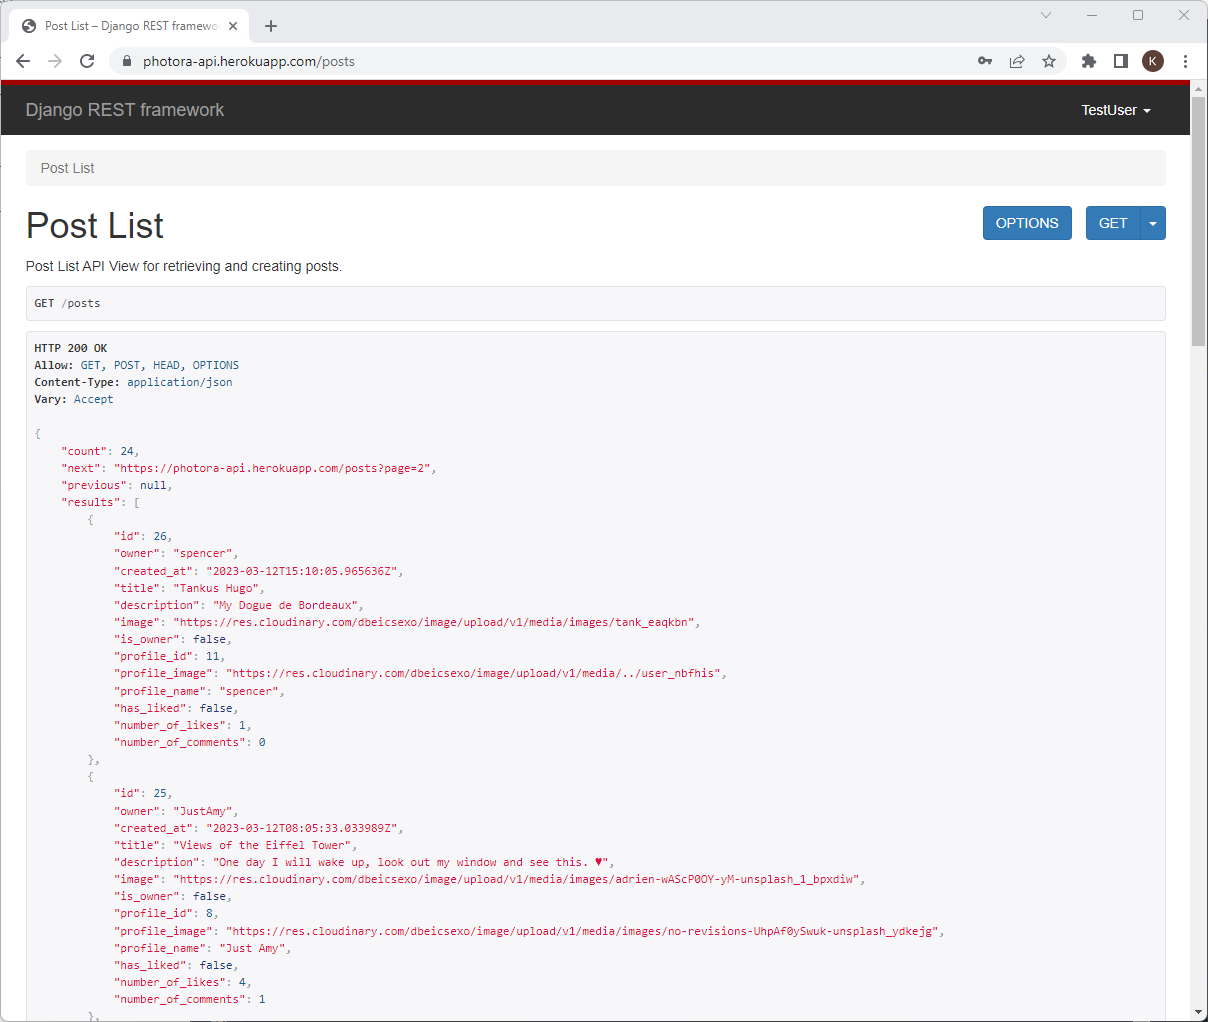 Post List – Django REST framewo
photora-api.herokuapp.com/posts
K
Django REST framework
TestUser
Post List
Post List
OPTIONS
GET
Post List API View for retrieving and creating posts.
GET /posts
HTTP 200 OK
Allow: GET, POST, HEAD, OPTIONS
Content-Type: application/json
Vary: Accept
{
"count": 24,
"next": "https://photora-api.herokuapp.com/posts?page=2",
"previous": null,
"results": [
{
"id": 26,
"owner": "spencer",
"created_at": "2023-03-12T15:10:05.965636Z",
"title": "Tankus Hugo",
"description": "My Dogue de Bordeaux",
"image": "https://res.cloudinary.com/dbeicsexo/image/upload/v1/media/images/tank_eaqkbn",
"is_owner": false,
"profile_id": 11,
"profile_image": "https://res.cloudinary.com/dbeicsexo/image/upload/v1/media/../user_nbfhis",
"profile_name": "spencer",
"has_liked": false,
"number_of_likes": 1,
"number_of_comments": 0
},
{
"id": 25,
"owner": "JustAmy",
"created_at": "2023-03-12T08:05:33.033989Z",
"title": "Views of the Eiffel Tower",
"description": "One day I will wake up, look out my window and see this. ♥",
"image": "https://res.cloudinary.com/dbeicsexo/image/upload/v1/media/images/adrien-wAScP0OY-yM-unsplash_1_bpxdiw",
"is_owner": false,
"profile_id": 8,
"profile_image": "https://res.cloudinary.com/dbeicsexo/image/upload/v1/media/images/no-revisions-UhpAf0ySwuk-unsplash_ydkejg",
"profile_name": "Just Amy",
"has_liked": false,
"number_of_likes": 4,
"number_of_comments": 1
},